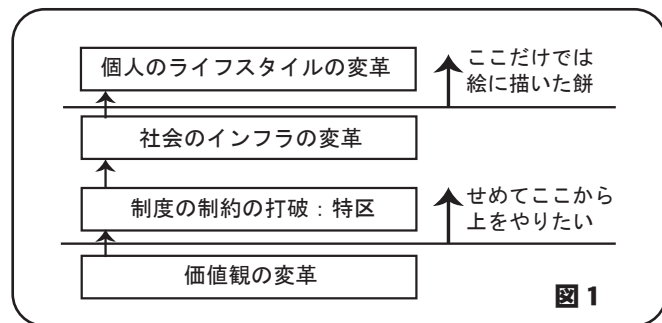 個人のライフスタイルの変革
ここだけでは
絵に描いた餅
社会のインフラの変革
制度の制約の打破：特区
せめてここから
上をやりたい
価値観の変革
図1